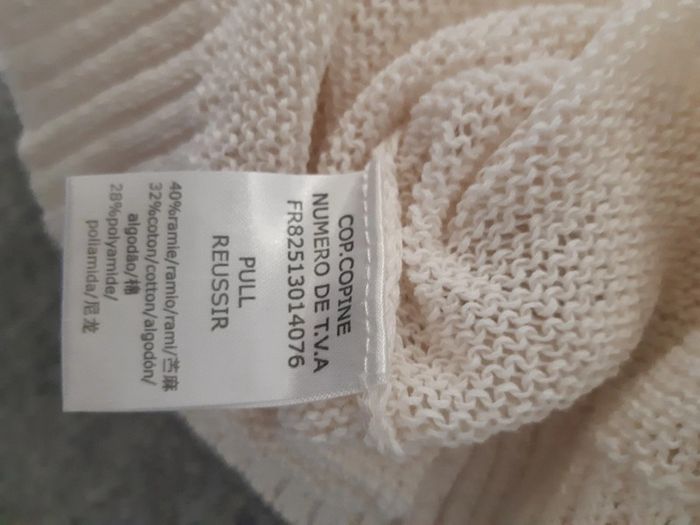 COP.COPINE
NUMERO DE T.V.A
FR82513014076
PULL
REUSSIR
40%ramie/ramio/rami/苎麻
32%coton/cotton/algodón/
algodão/棉
28%polyamide/
poliamida/尼龙